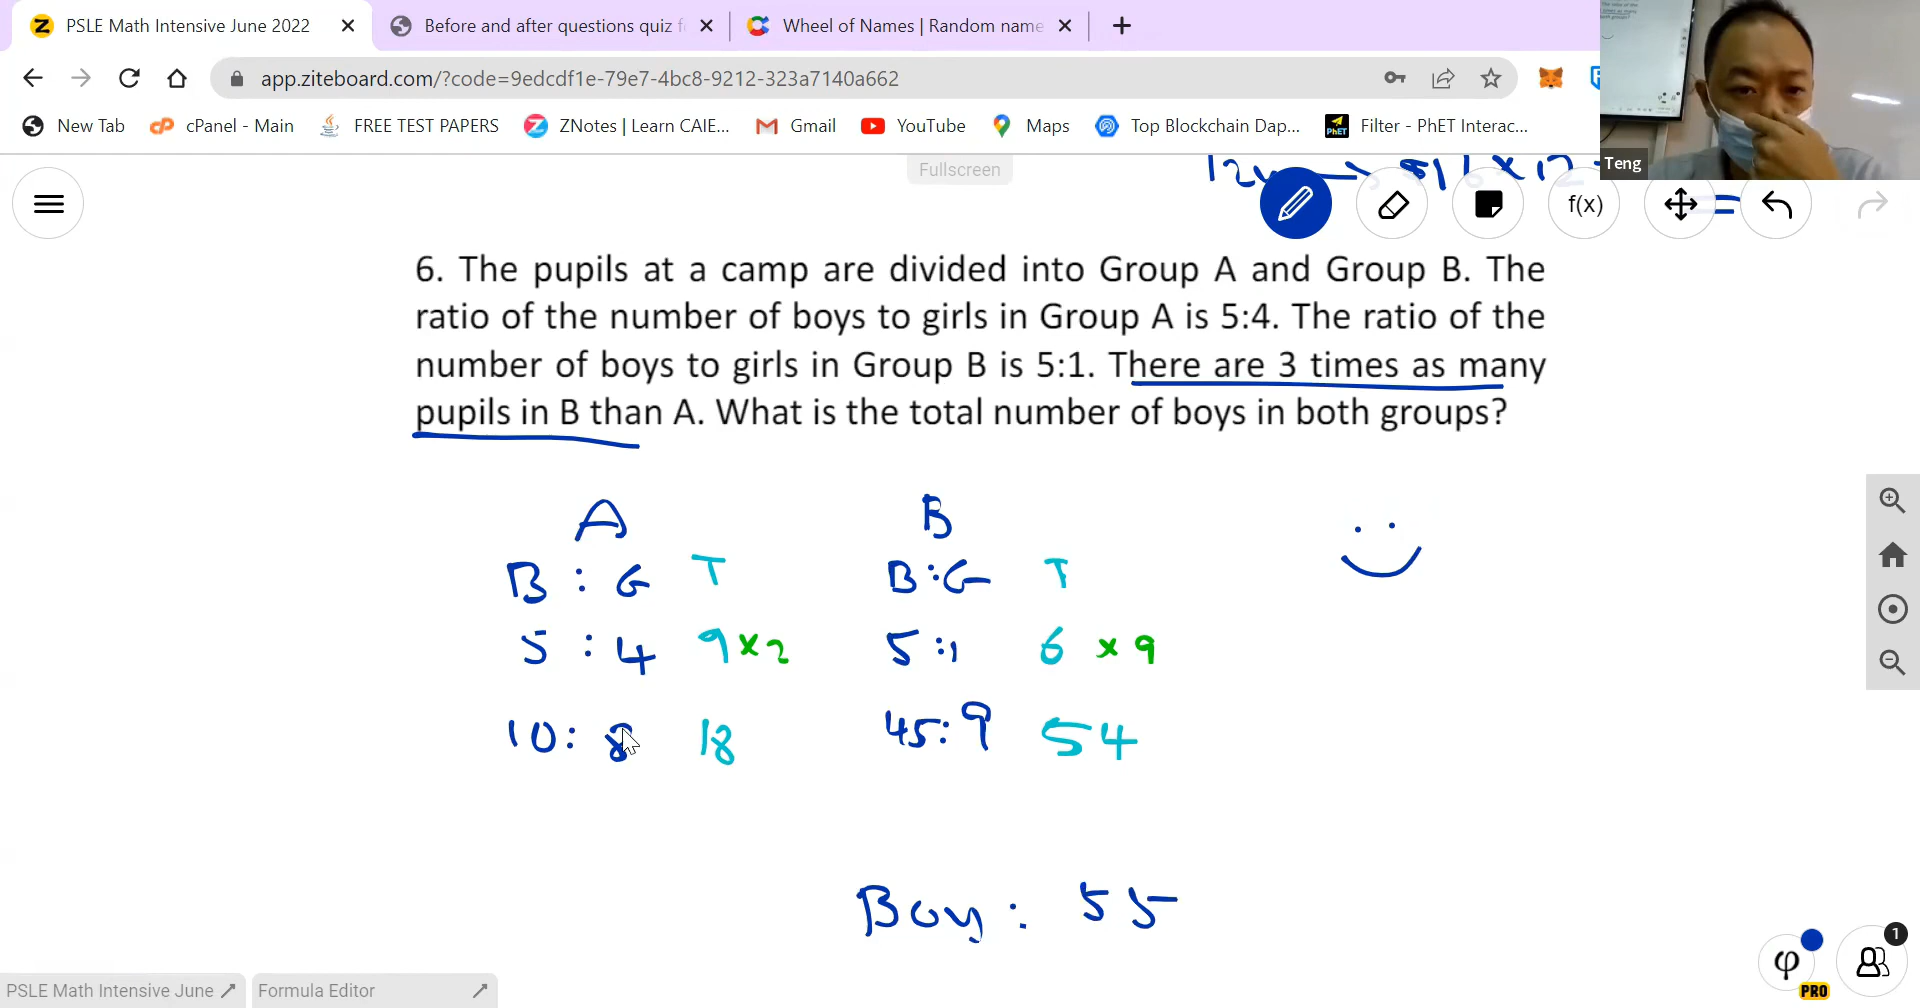 PSLE Math Intensive June 2022
Before and after questions quiz f
Wheel of Names | Random name
app.ziteboard.com/?code=9edcdf1e-79e7-4bc8-9212-323a7140a662
New Tab
cPanel - Main
FREE TEST PAPERS
ZNotes | Learn CAIE...
Gmail
YouTube
Maps
Top Blockchain Dap...
PhET
Filter - PhET Interac...
Teng
Fullscreen
f(x)
6. The pupils at a camp are divided into Group A and Group B. The
ratio of the number of boys to girls in Group A is 5:4. The ratio of the
number of boys to girls in Group B is 5:1. There are 3 times as many
pupils in B than A. What is the total number of boys in both groups?
A B
B : G T B:G T
5 : 4 9 x 2 5:1 6 x 9
10: 8 18 45: 9 54
Boy: 55
1
φ
PRO
PSLE Math Intensive June
Formula Editor